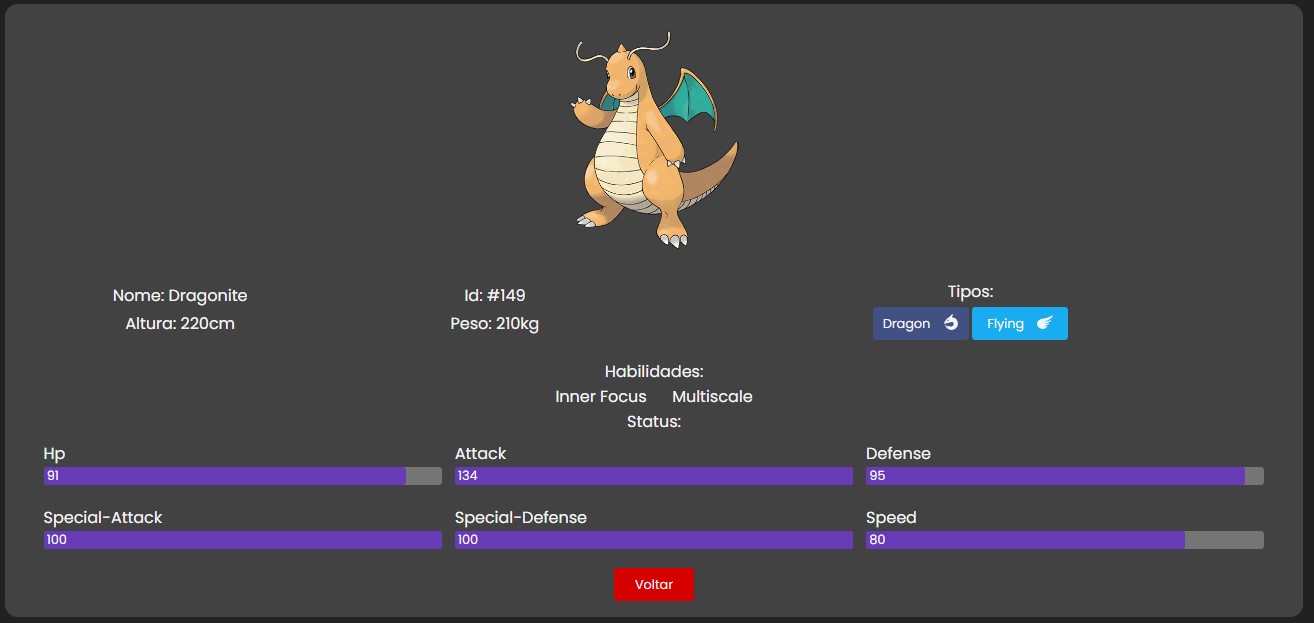 Nome: Dragonite
Altura: 220cm
Id: #149
Peso: 210kg
Tipos:
Dragon
Flying
Habilidades:
Inner Focus Multiscale
Status:
Hp
91
Attack
134
Defense
95
Special-Attack
100
Special-Defense
100
Speed
80
Voltar